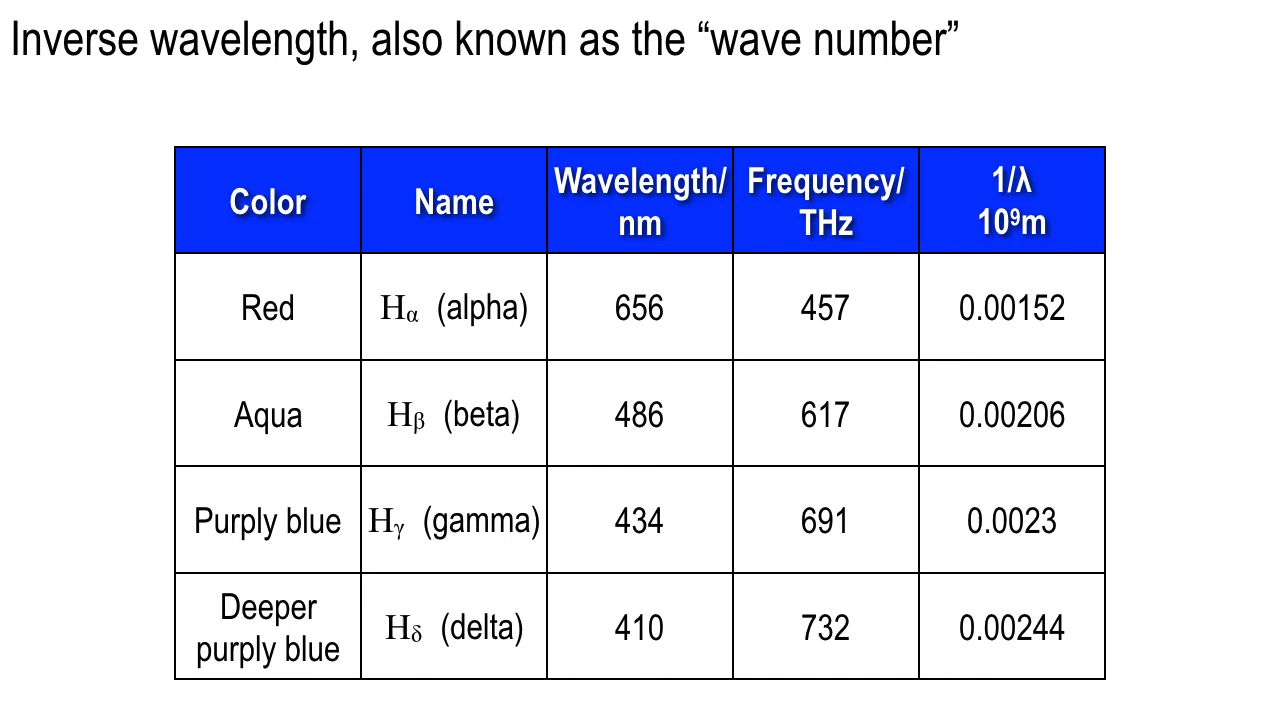 Inverse wavelength, also known as the “wave number”
Color Name Wavelength/ nm Frequency/ THz 1/λ 10⁹m
Red Hα (alpha) 656 457 0.00152
Aqua Hβ (beta) 486 617 0.00206
Purply blue Hγ (gamma) 434 691 0.0023
Deeper purply blue Hδ (delta) 410 732 0.00244